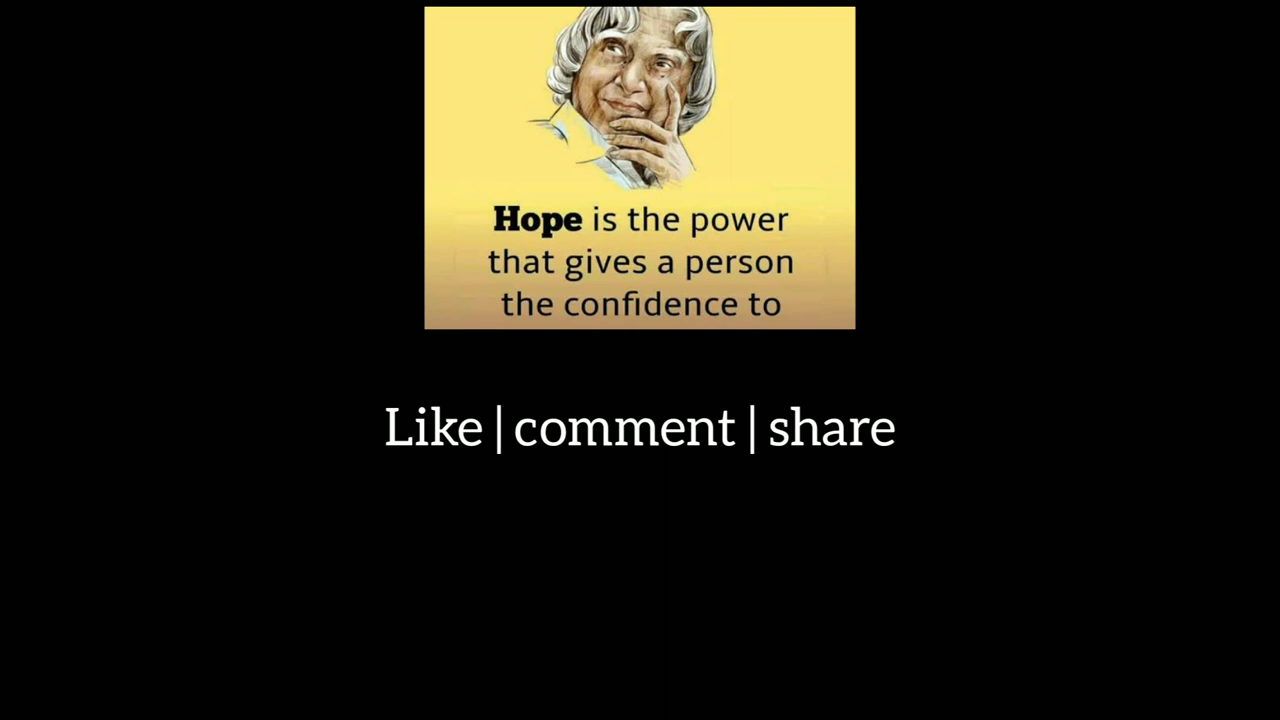 Hope is the power
that gives a person
the confidence to
Like|comment|share